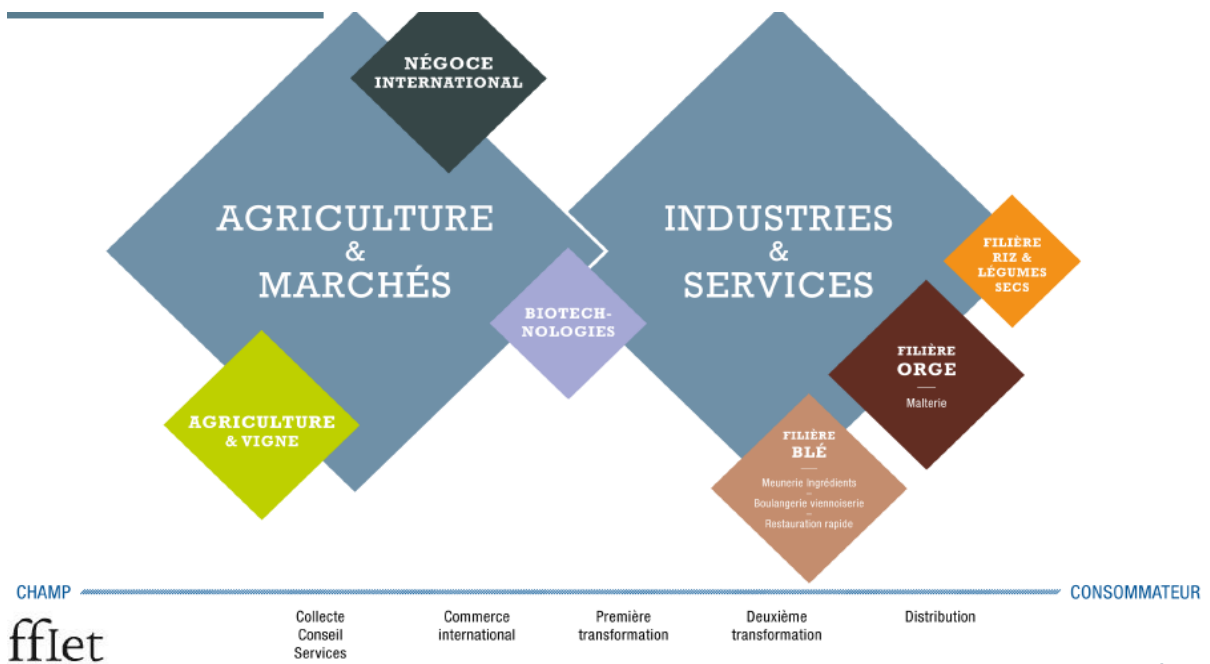 NÉGOCE
INTERNATIONAL
AGRICULTURE
&
MARCHÉS
INDUSTRIES
&
SERVICES
FILIÈRE
RIZ &
LÉGUMES
SECS
BIOTECH-
NOLOGIES
FILIÈRE
ORGE
Malterie
AGRICULTURE
& VIGNE
FILIÈRE
BLÉ
Meunerie Ingrédients
Boulangerie viennoiserie
Restauration rapide
CHAMP
CONSOMMATEUR
Collecte
Conseil
Services
Commerce
international
Première
transformation
Deuxième
transformation
Distribution
fflet